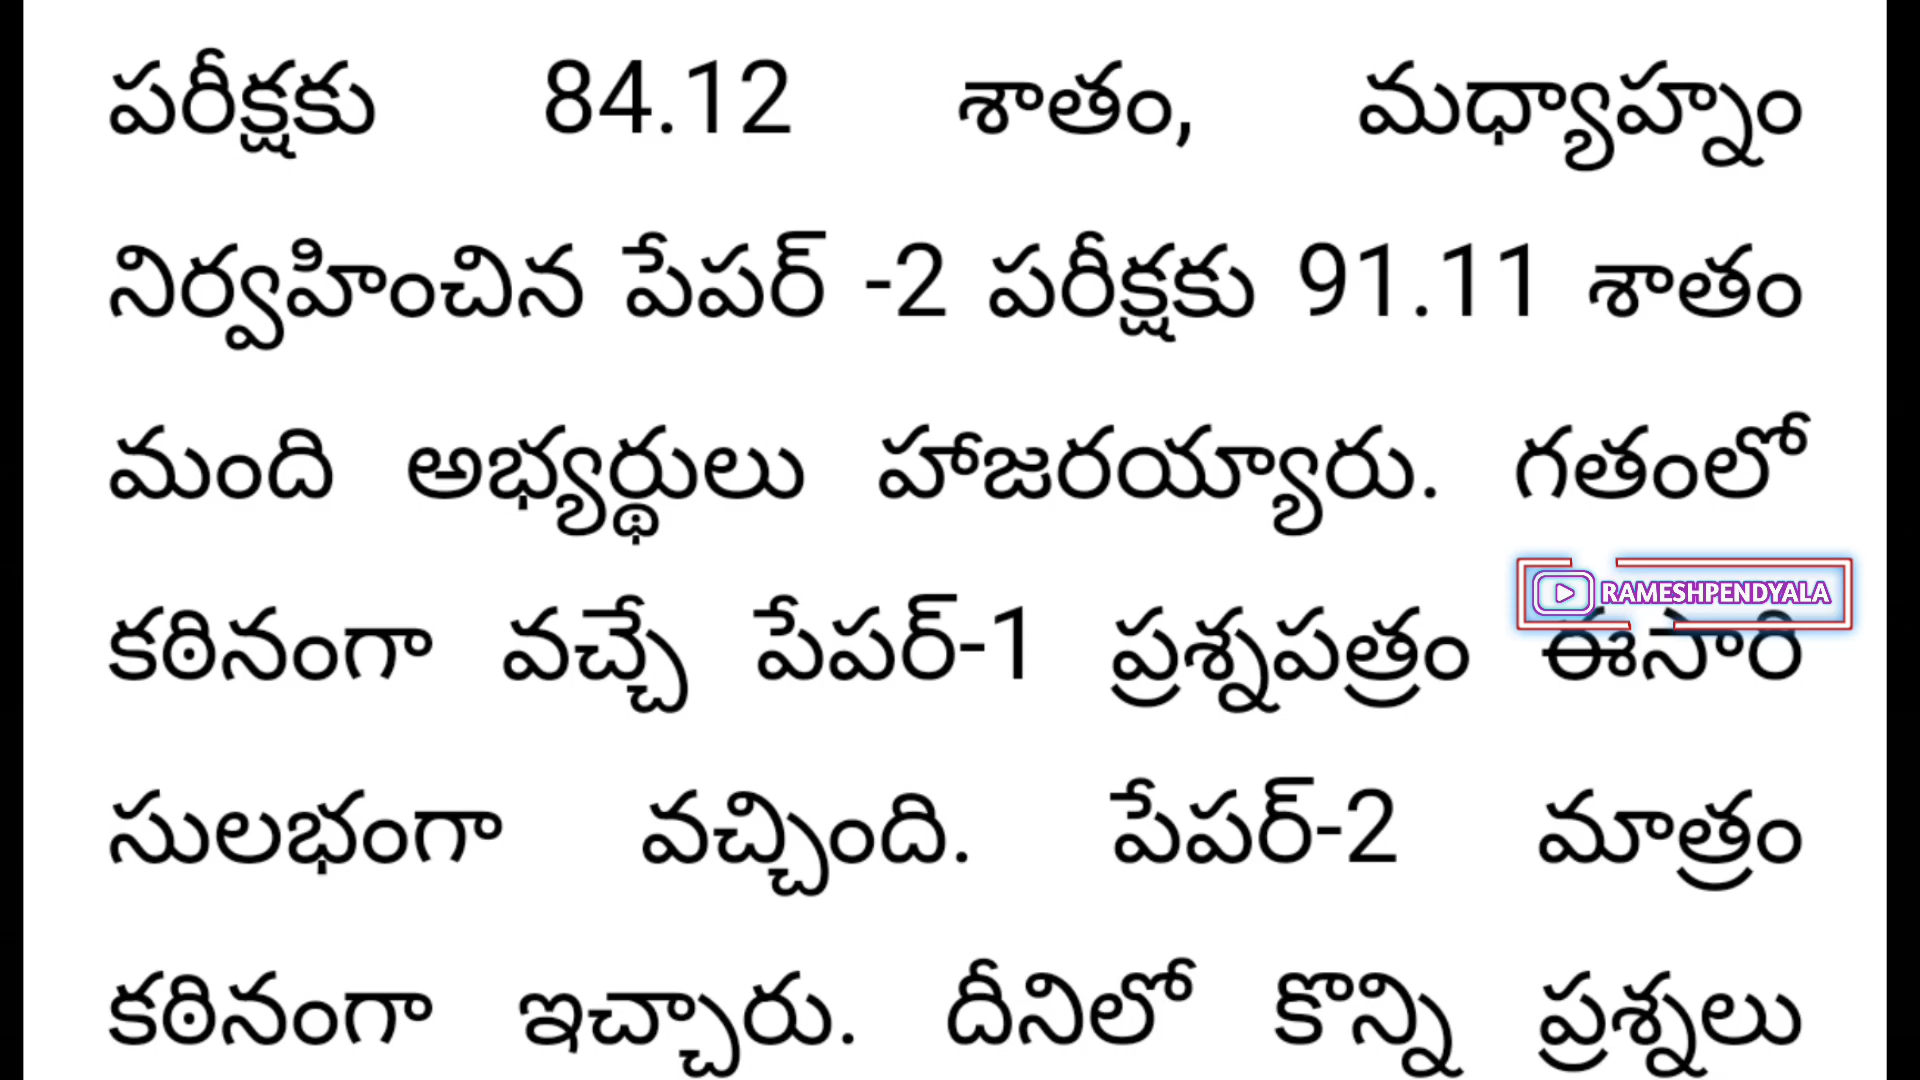 పరీక్షకు 84.12 శాతం, మధ్యాహ్నం
నిర్వహించిన పేపర్ -2 పరీక్షకు 91.11 శాతం
మంది అభ్యర్థులు హాజరయ్యారు. గతంలో
RAMESHPENDYALA
కఠినంగా వచ్చే పేపర్-1 ప్రశ్నపత్రం ఈసారి
సులభంగా వచ్చింది. పేపర్-2 మాత్రం
కఠినంగా ఇచ్చారు. దీనిలో కొన్ని ప్రశ్నలు